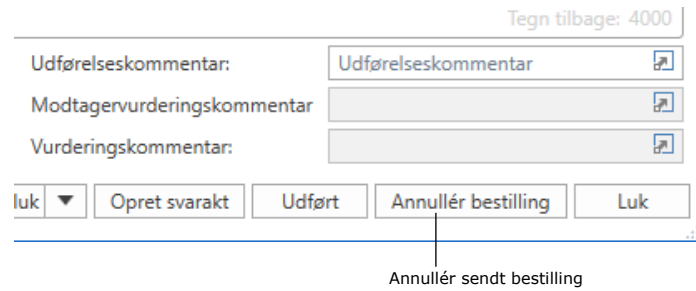 Tegn tilbage: 4000
Udførelseskommentar: Udførelseskommentar
Modtagervurderingskommentar
Vurderingskommentar:
luk Opret svarakt Udført Annullér bestilling Luk
Annullér sendt bestilling